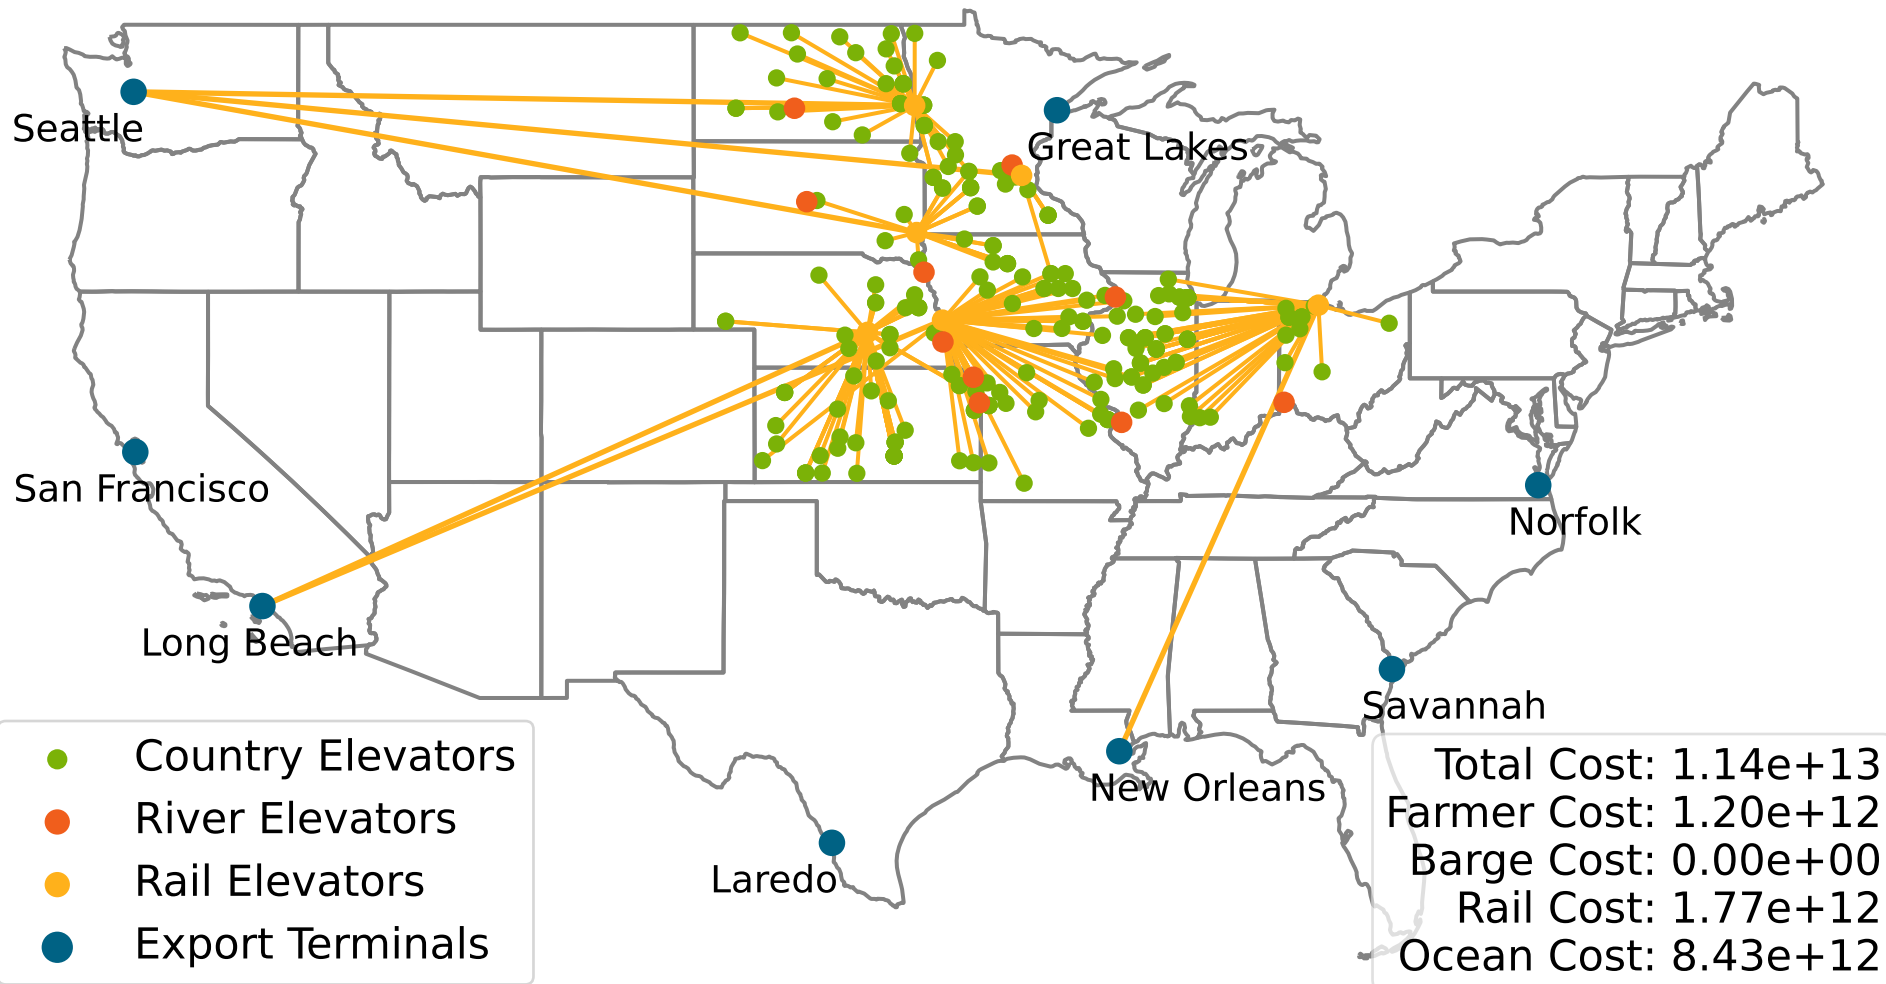 Seattle
Great Lakes
San Francisco
Norfolk
Long Beach
Savannah
New Orleans
Laredo
Country Elevators
River Elevators
Rail Elevators
Export Terminals
Total Cost: 1.14e+13
Farmer Cost: 1.20e+12
Barge Cost: 0.00e+00
Rail Cost: 1.77e+12
Ocean Cost: 8.43e+12